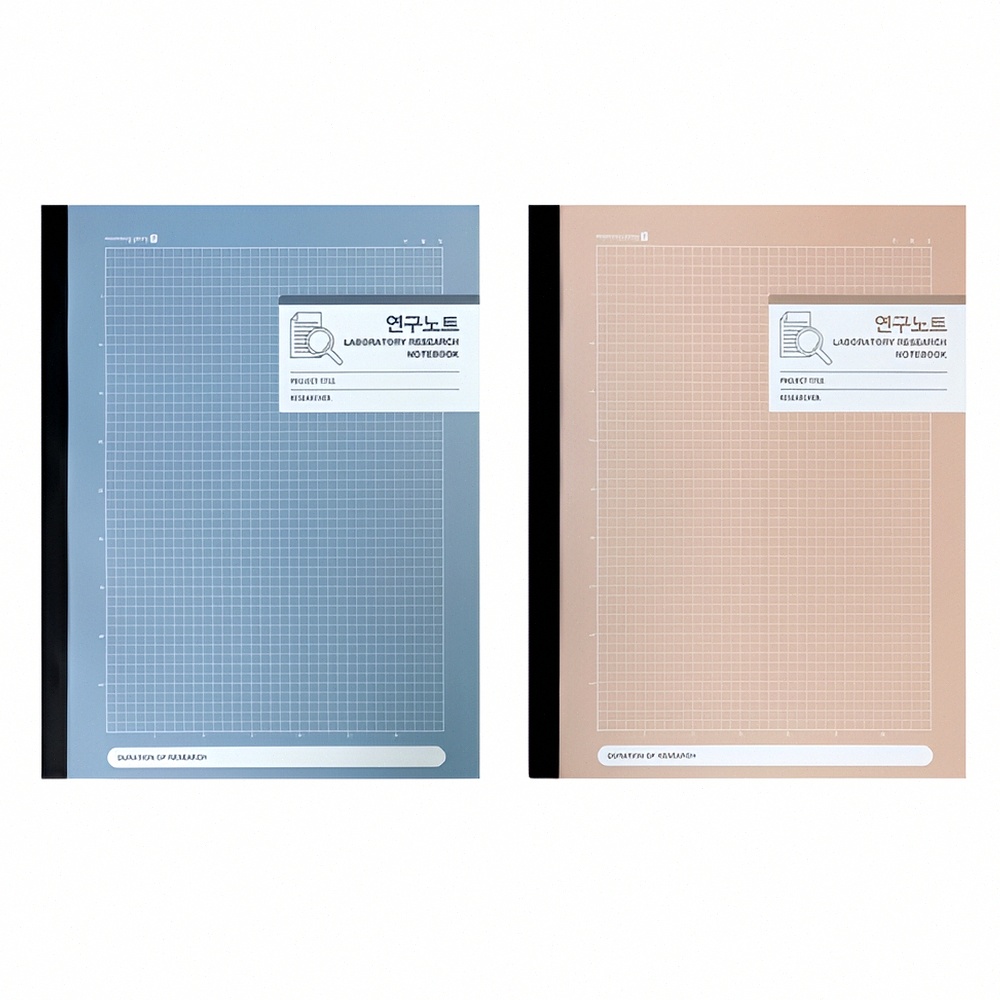 연구노트
LABORATORY RESEARCH
NOTEBOOK
PROJECT TITLE
RESEARCHER.
DURATION OF RESEARCH
연구노트
LABORATORY RESEARCH
NOTEBOOK
PROJECT TITLE
RESEARCHER.
DURATION OF RESEARCH